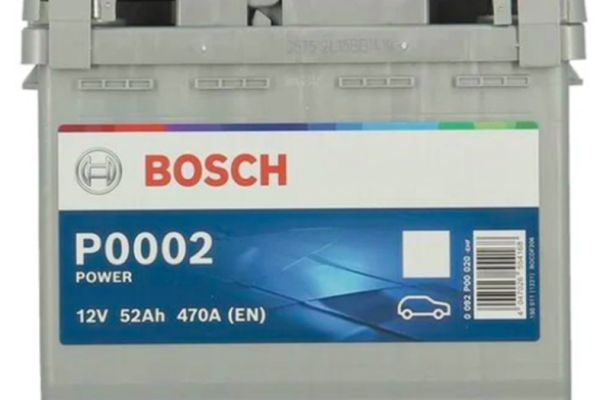 BOSCH
P0002
POWER
12V 52Ah 470A (EN)
0 092 P00 020